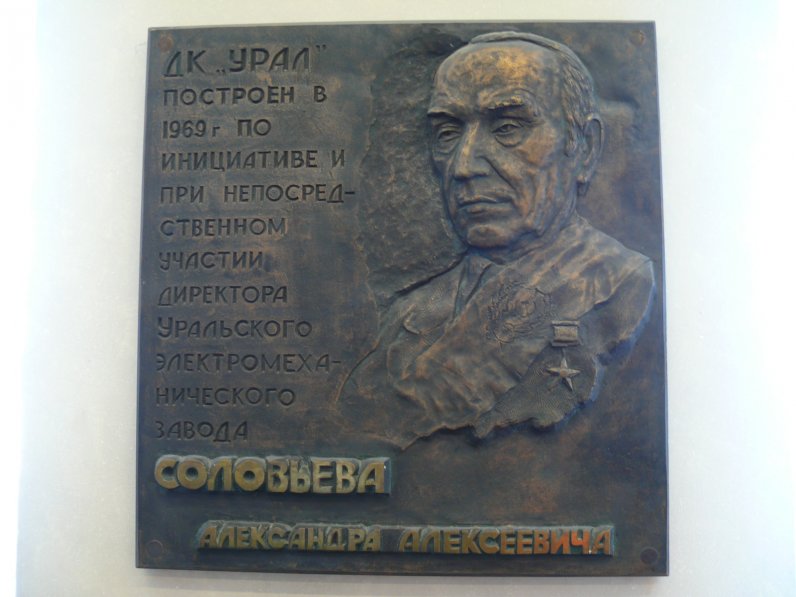 ДК „УРАЛ"
ПОСТРОЕН В
1969 г ПО
ИНИЦИАТИВЕ И
ПРИ НЕПОСРЕД-
СТВЕННОМ
УЧАСТИИ
ДИРЕКТОРА
УРАЛЬСКОГО
ЭЛЕКТРОМЕХА-
НИЧЕСКОГО
ЗАВОДА
СОЛОВЬЕВА
АЛЕКСАНДРА АЛЕКСЕЕВИЧА